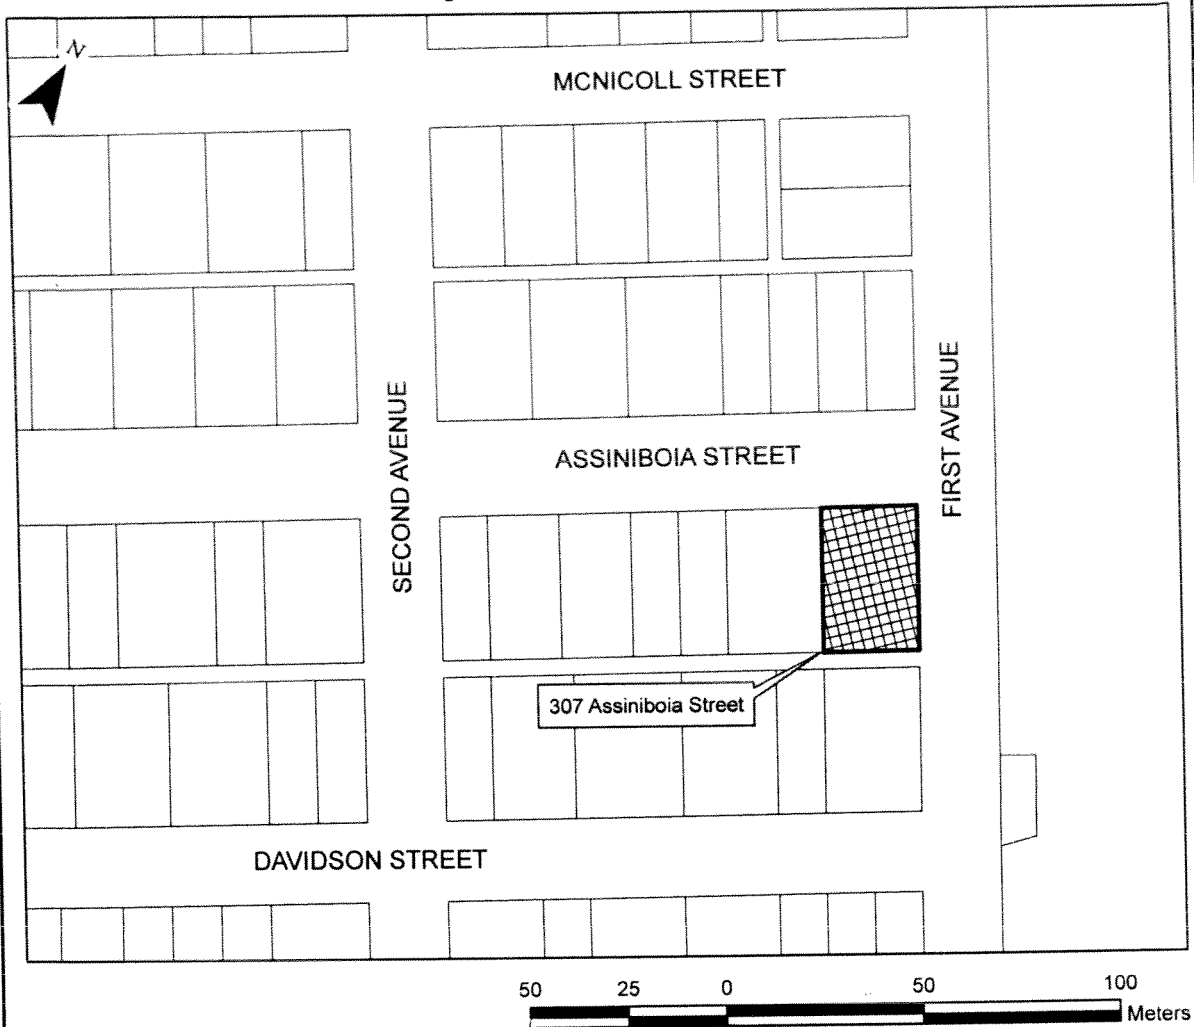 N
MCNICOLL STREET
SECOND AVENUE
FIRST AVENUE
ASSINIBOIA STREET
307 Assiniboia Street
DAVIDSON STREET
50 25 0 50 100
Meters